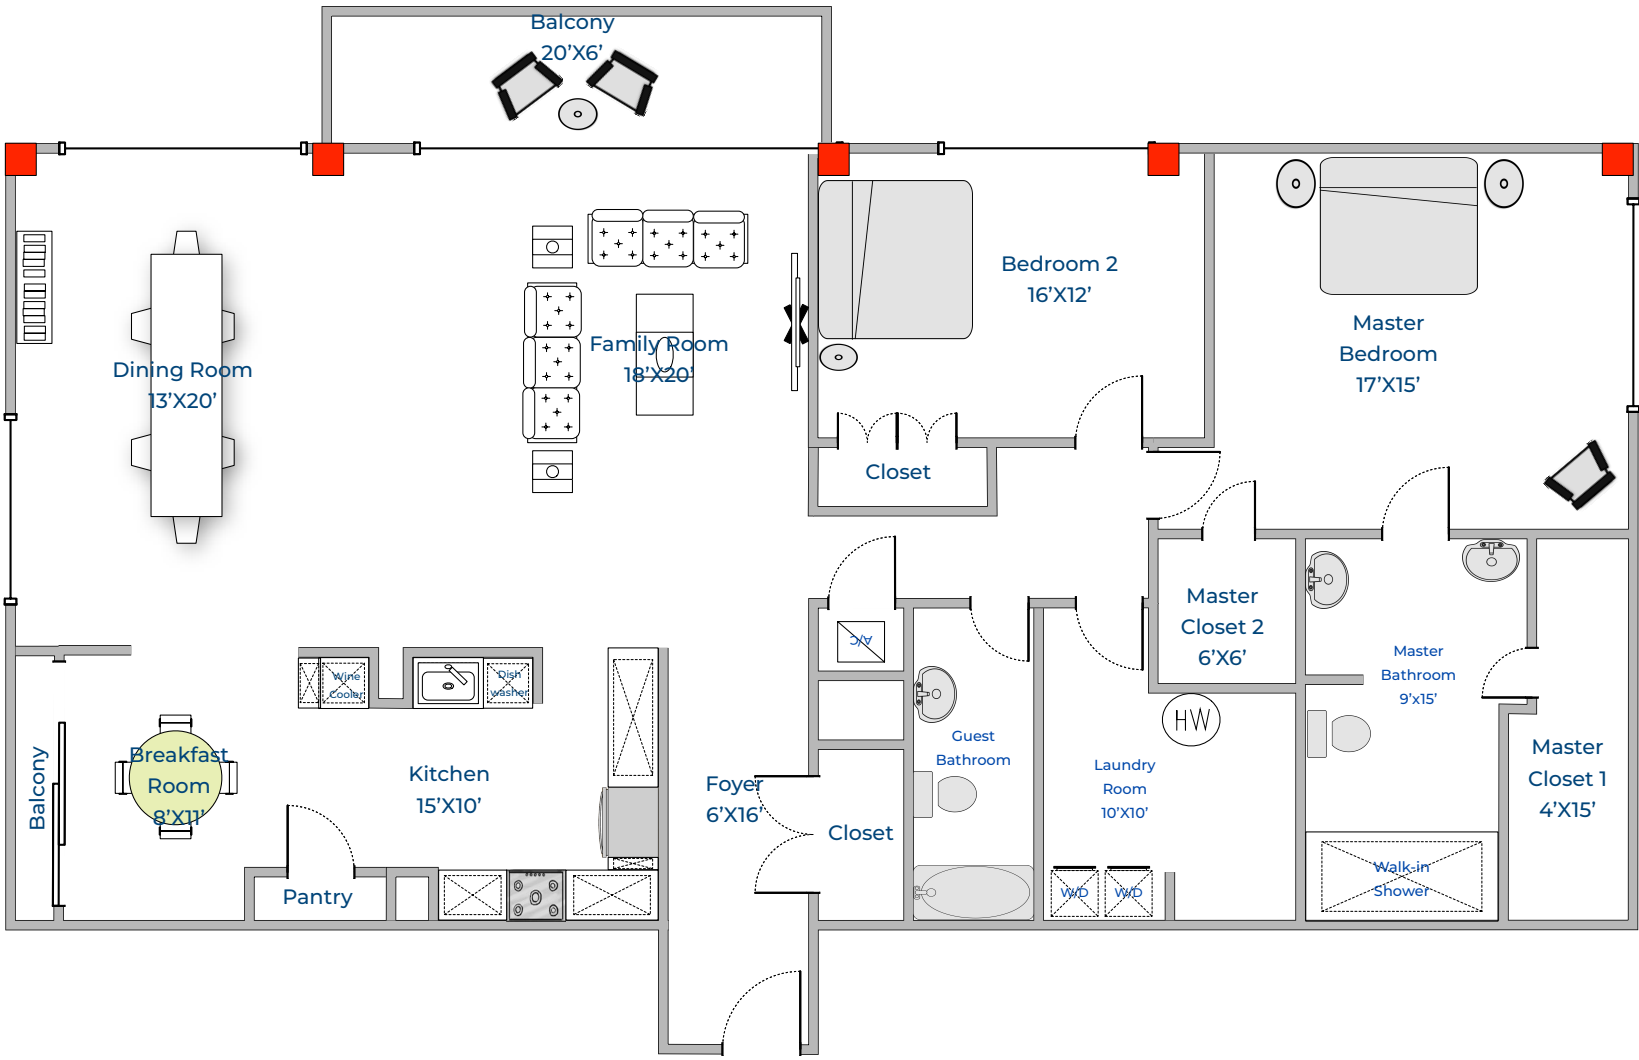 Balcony
20’X6’
Bedroom 2
16’X12’
Master
Bedroom
17’X15’
Family Room
18’X20’
Dining Room
13’X20’
Closet
Master
Closet 2
6’X6’
A/C
Master
Bathroom
9’x15’
Wine
Cooler
Dish
washer
HW
Guest
Bathroom
Laundry
Room
10’X10’
Master
Closet 1
4’X15’
Balcony
Breakfast
Room
8’X11’
Kitchen
15’X10’
Foyer
6’X16’
Closet
Walk-in
Shower
Pantry
W/D
W/D